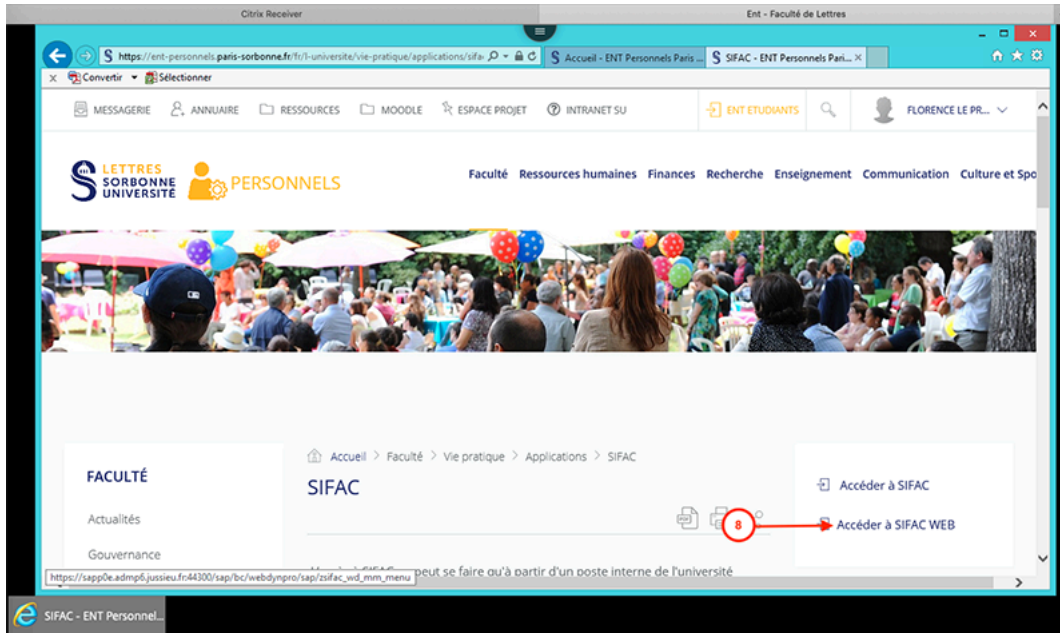 Citrix Receiver
Ent - Faculté de Lettres
https://ent-personnels.paris-sorbonne.fr/fr/l-universite/vie-pratique/applications/sifa
Accueil - ENT Personnels Paris ...
SIFAC - ENT Personnels Pari...
x Convertir Sélectionner
MESSAGERIE ANNUAIRE RESSOURCES MOODLE ESPACE PROJET INTRANET SU ENT ETUDIANTS FLORENCE LE PR...
LETTRES
SORBONNE
UNIVERSITÉ
PERSONNELS
Faculté Ressources humaines Finances Recherche Enseignement Communication Culture et Spo
Accueil > Faculté > Vie pratique > Applications > SIFAC
FACULTÉ
SIFAC
Accéder à SIFAC
PDF
Actualités
8
Accéder à SIFAC WEB
Gouvernance
peut se faire qu'à partir d'un poste interne de l'université
https://sapp0e.admp6.jussieu.fr:44300/sap/bc/webdynpro/sap/zsifac_wd_mm_menu
SIFAC - ENT Personnel...